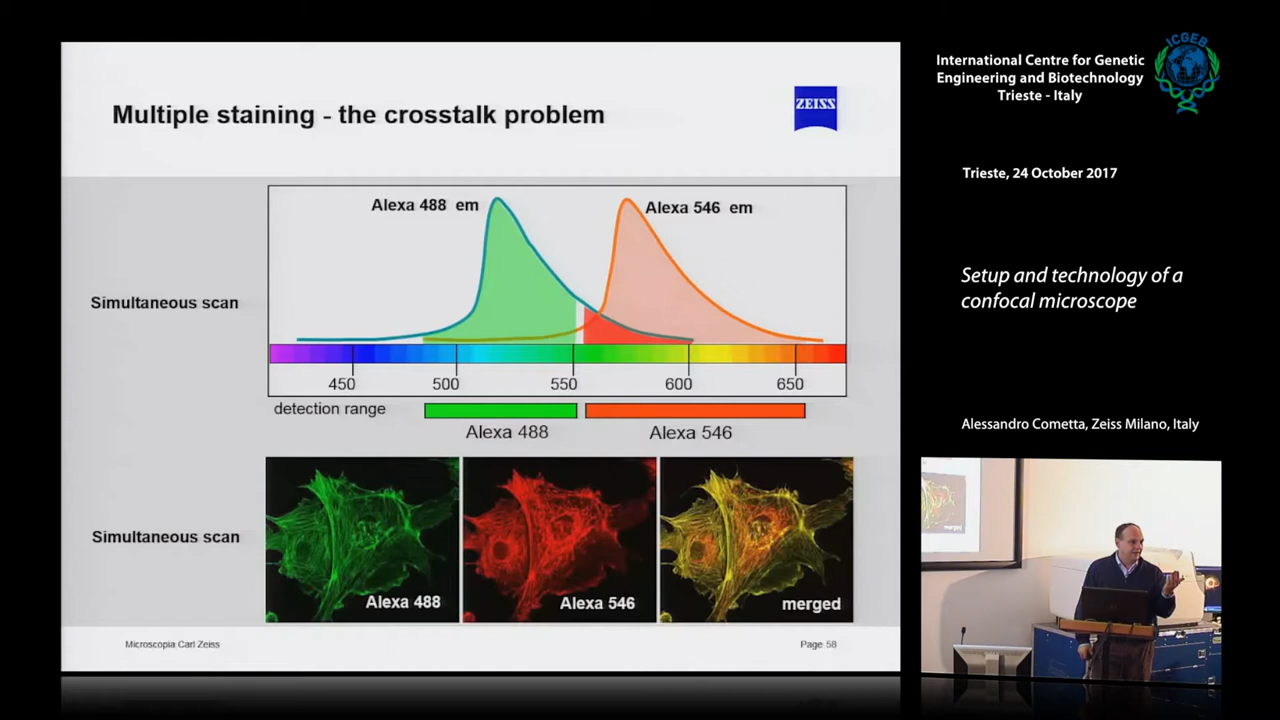 Multiple staining - the crosstalk problem
ZEISS
Alexa 488 em
Alexa 546 em
Simultaneous scan
450
500
550
600
650
detection range
Alexa 488
Alexa 546
Simultaneous scan
Alexa 488
Alexa 546
merged
Microscopia Carl Zeiss
Page 58
International Centre for Genetic
Engineering and Biotechnology
Trieste - Italy
ICGEB
Trieste, 24 October 2017
Setup and technology of a
confocal microscope
Alessandro Cometta, Zeiss Milano, Italy
merged